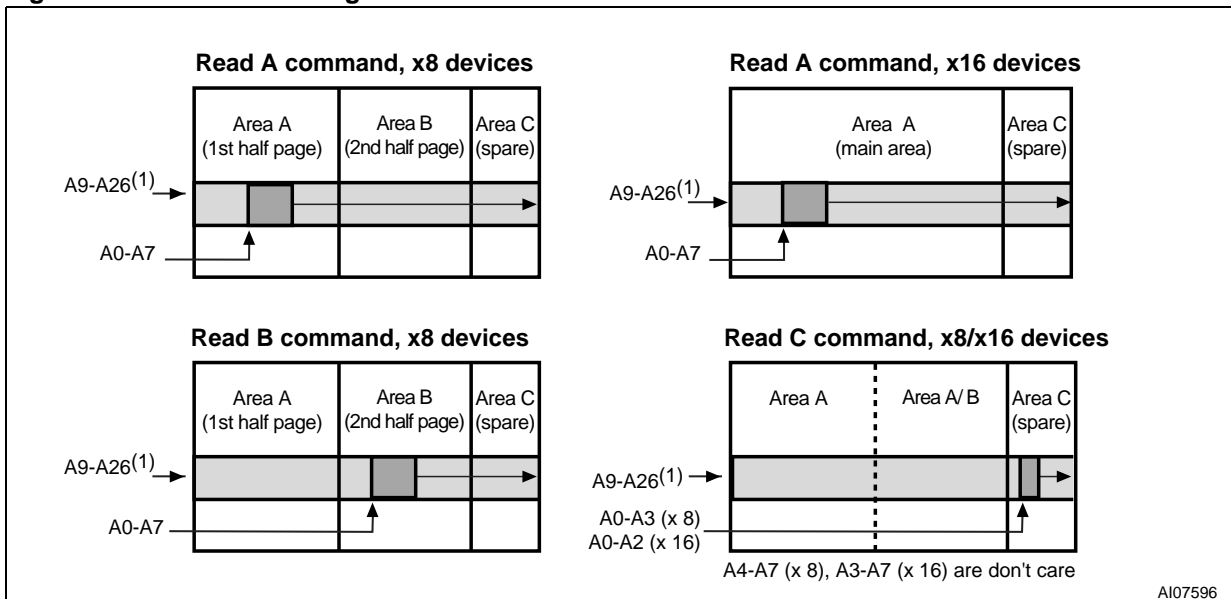 Read A command, x8 devices
Area A
(1st half page)
Area B
(2nd half page)
Area C
(spare)
A9-A26(1)
A0-A7
Read A command, x16 devices
Area A
(main area)
Area C
(spare)
A9-A26(1)
A0-A7
Read B command, x8 devices
Area A
(1st half page)
Area B
(2nd half page)
Area C
(spare)
A9-A26(1)
A0-A7
Read C command, x8/x16 devices
Area A
Area A/ B
Area C
(spare)
A9-A26(1)
A0-A3 (x 8)
A0-A2 (x 16)
A4-A7 (x 8), A3-A7 (x 16) are don't care
AI07596